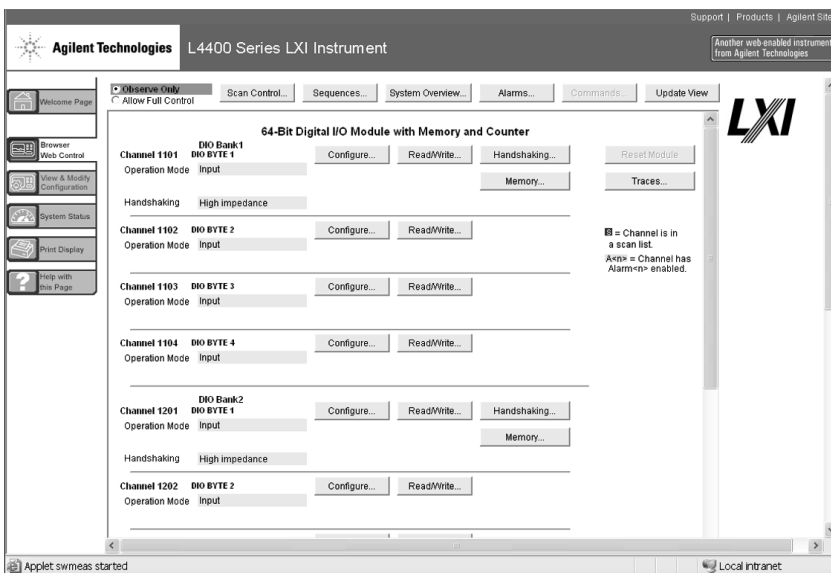 Support | Products | Agilent Site
Agilent Technologies
L4400 Series LXI Instrument
Another web-enabled instrument
from Agilent Technologies
Welcome Page
Browser
Web Control
View & Modify
Configuration
System Status
Print Display
Help with
this Page
Observe Only
Allow Full Control
Scan Control...
Sequences...
System Overview...
Alarms...
Commands...
Update View
LXI
64-Bit Digital I/O Module with Memory and Counter
DIO Bank1
Channel 1101 DIO BYTE 1 Configure... Read/Write... Handshaking... Reset Module
Operation Mode Input Memory... Traces...
Handshaking High impedance
Channel 1102 DIO BYTE 2 Configure... Read/Write...
Operation Mode Input
S = Channel is in
a scan list.
A<n> = Channel has
Alarm<n> enabled.
Channel 1103 DIO BYTE 3 Configure... Read/Write...
Operation Mode Input
Channel 1104 DIO BYTE 4 Configure... Read/Write...
Operation Mode Input
DIO Bank2
Channel 1201 DIO BYTE 1 Configure... Read/Write... Handshaking...
Operation Mode Input Memory...
Handshaking High impedance
Channel 1202 DIO BYTE 2 Configure... Read/Write...
Operation Mode Input
Applet swmeas started
Local intranet